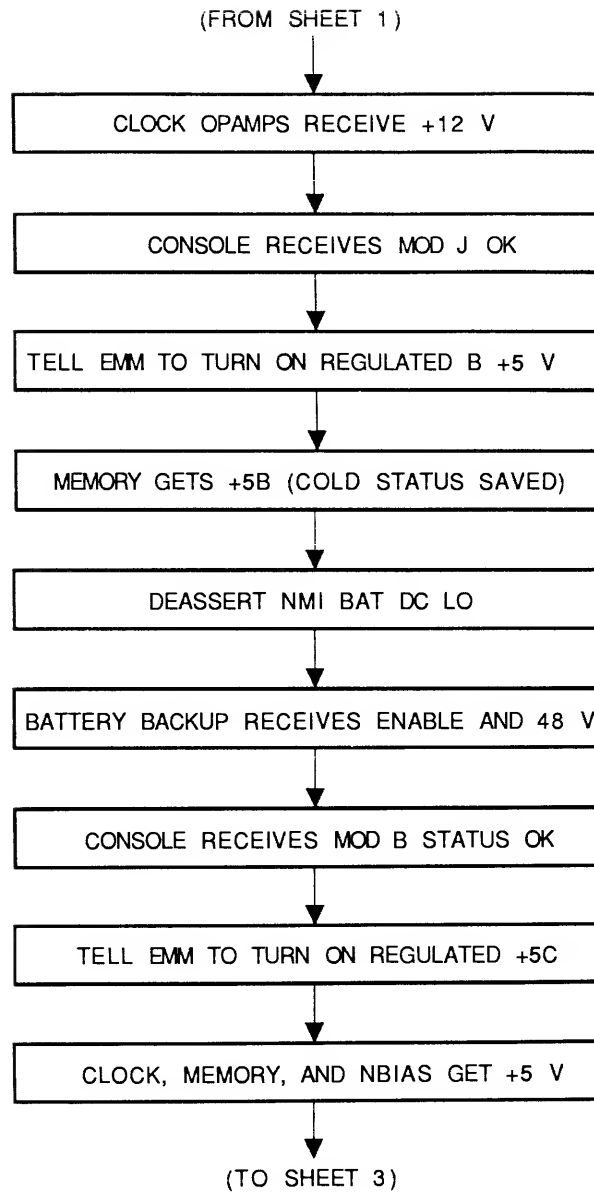 (FROM SHEET 1)
CLOCK OPAMPS RECEIVE +12 V
CONSOLE RECEIVES MOD J OK
TELL EMM TO TURN ON REGULATED B +5 V
MEMORY GETS +5B (COLD STATUS SAVED)
DEASSERT NMI BAT DC LO
BATTERY BACKUP RECEIVES ENABLE AND 48 V
CONSOLE RECEIVES MOD B STATUS OK
TELL EMM TO TURN ON REGULATED +5C
CLOCK, MEMORY, AND NBIAS GET +5 V
(TO SHEET 3)